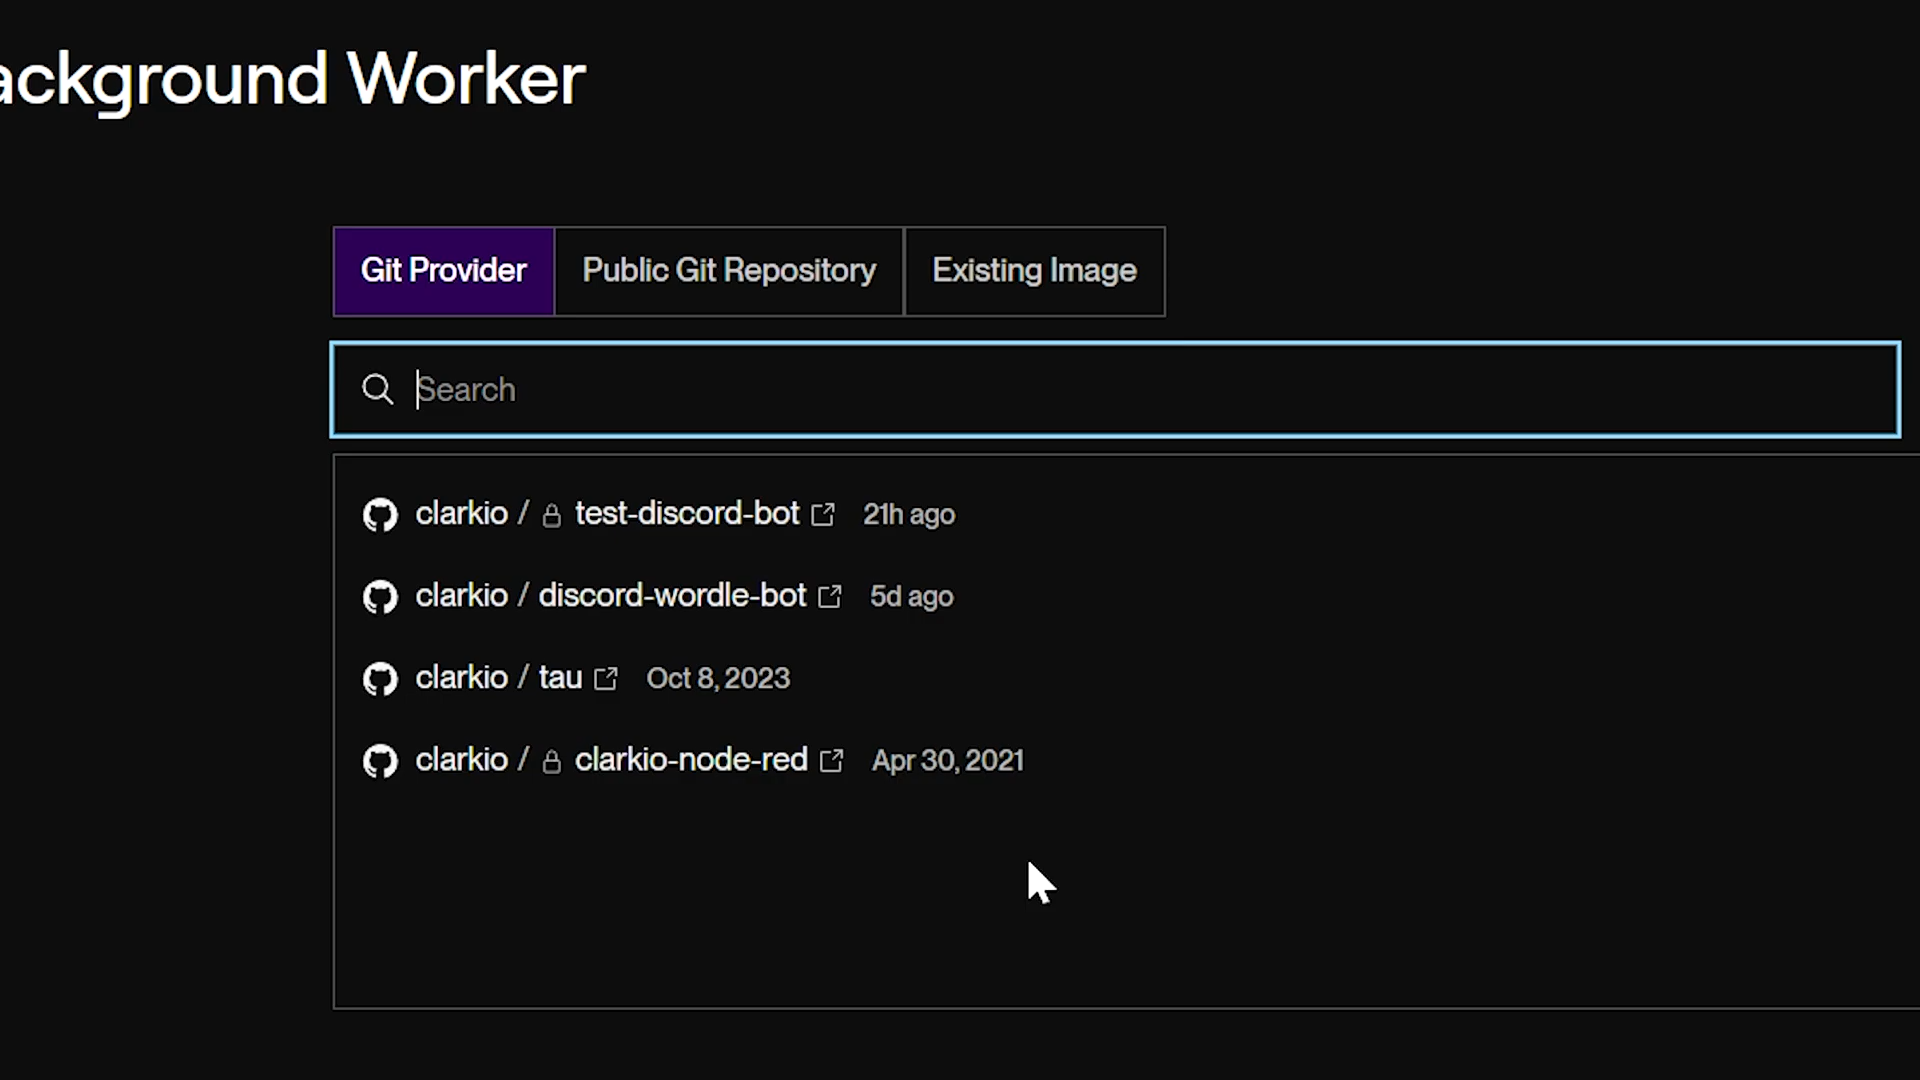 ackground Worker
Git Provider
Public Git Repository
Existing Image
Search
clarkio / test-discord-bot 21h ago
clarkio / discord-wordle-bot 5d ago
clarkio / tau Oct 8, 2023
clarkio / clarkio-node-red Apr 30, 2021